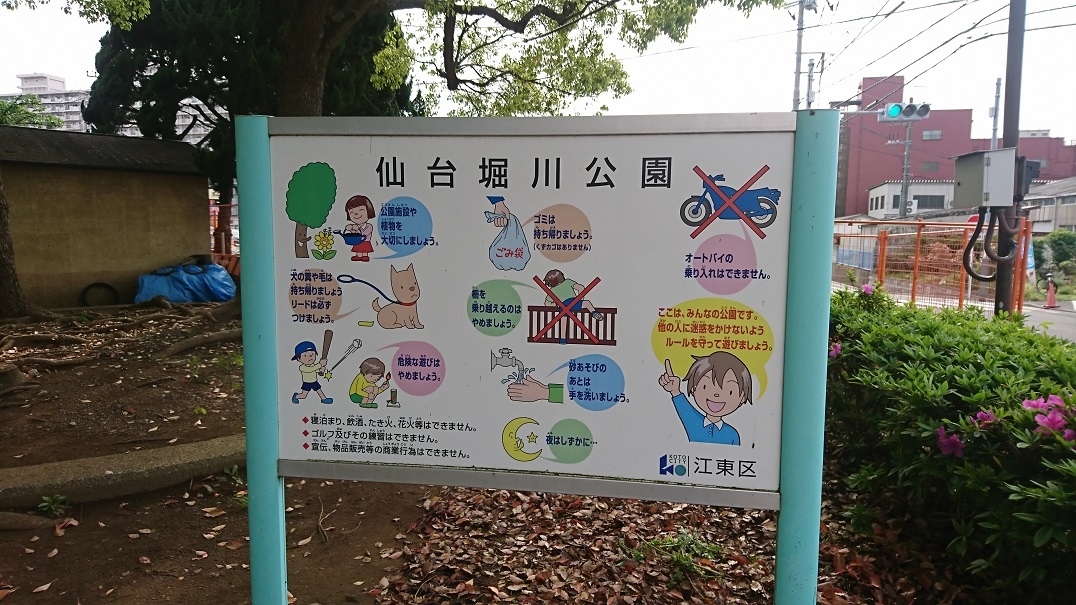 仙台堀川公園
公園施設や
植物を
大切にしましょう。
ゴミは
持ち帰りましょう。
(くずカゴはありません)
ごみ袋
オートバイの
乗り入れはできません。
犬の糞や毛は
持ち帰りましょう
リードは必ず
つけましょう。
柵を
乗り越えるのは
やめましょう。
ここは、みんなの公園です。
他の人に迷惑をかけないよう
ルールを守って遊びましょう。
危険な遊びは
やめましょう。
砂あそびの
あとは
手を洗いましょう。
夜はしずかに…
◆寝泊まり、飲酒、たき火、花火等はできません。
◆ゴルフ及びその練習はできません。
◆宣伝、物品販売等の商業行為はできません。
KOTO
CITY
江東区